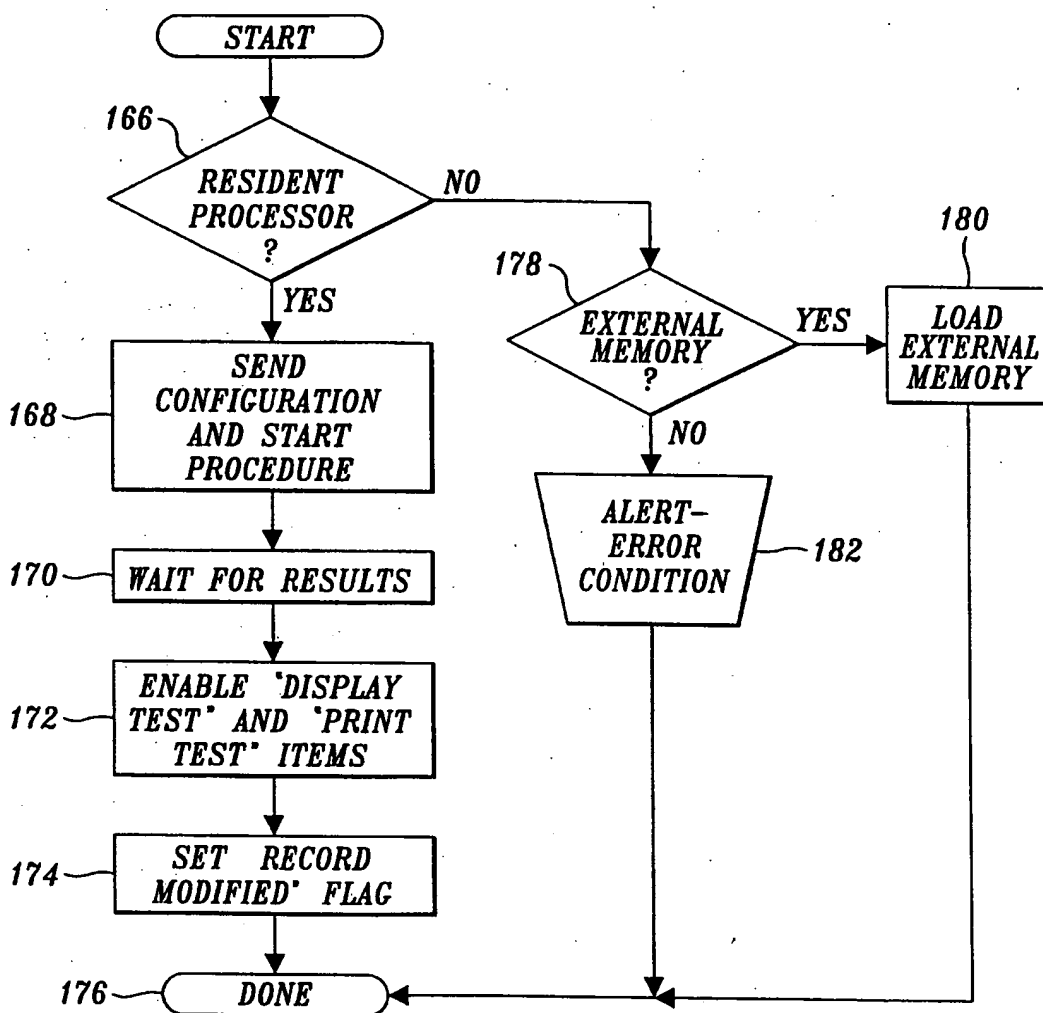 START
166
RESIDENT
PROCESSOR
?
NO
YES
178
EXTERNAL
MEMORY
?
YES
NO
180
LOAD
EXTERNAL
MEMORY
168
SEND
CONFIGURATION
AND START
PROCEDURE
ALERT-
ERROR
CONDITION
182
170
WAIT FOR RESULTS
172
ENABLE "DISPLAY
TEST" AND "PRINT
TEST" ITEMS
174
SET RECORD
MODIFIED" FLAG
176
DONE